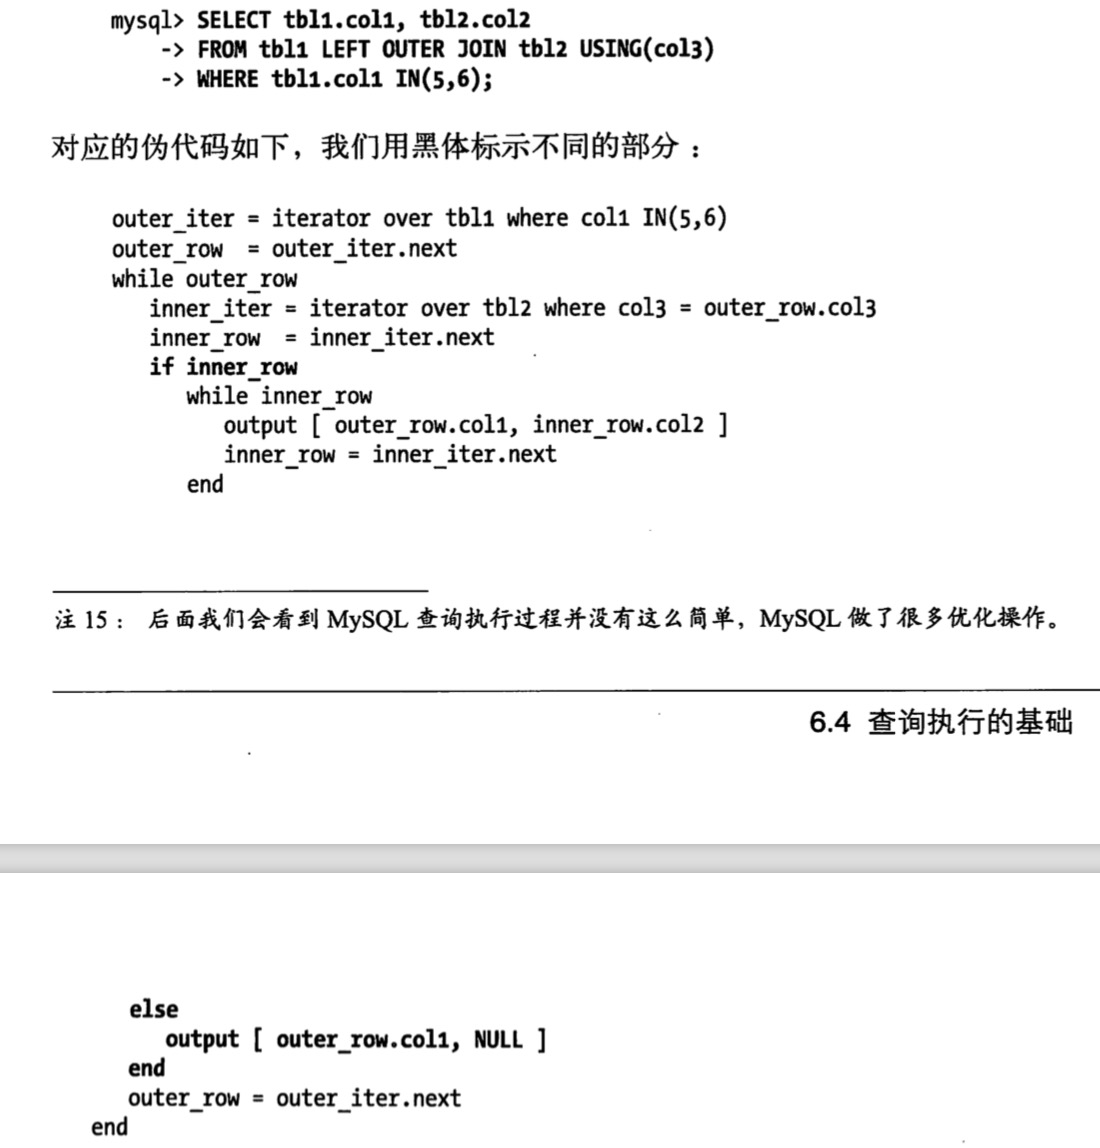 mysql> SELECT tbl1.col1, tbl2.col2
-> FROM tbl1 LEFT OUTER JOIN tbl2 USING(col3)
-> WHERE tbl1.col1 IN(5,6);
对应的伪代码如下，我们用黑体标示不同的部分：
outer_iter = iterator over tbl1 where col1 IN(5,6)
outer_row = outer_iter.next
while outer_row
inner_iter = iterator over tbl2 where col3 = outer_row.col3
inner_row = inner_iter.next
if inner_row
while inner_row
output [ outer_row.col1, inner_row.col2 ]
inner_row = inner_iter.next
end
注 15： 后面我们会看到 MySQL 查询执行过程并没有这么简单，MySQL 做了很多优化操作。
6.4 查询执行的基础
else
output [ outer_row.col1, NULL ]
end
outer_row = outer_iter.next
end